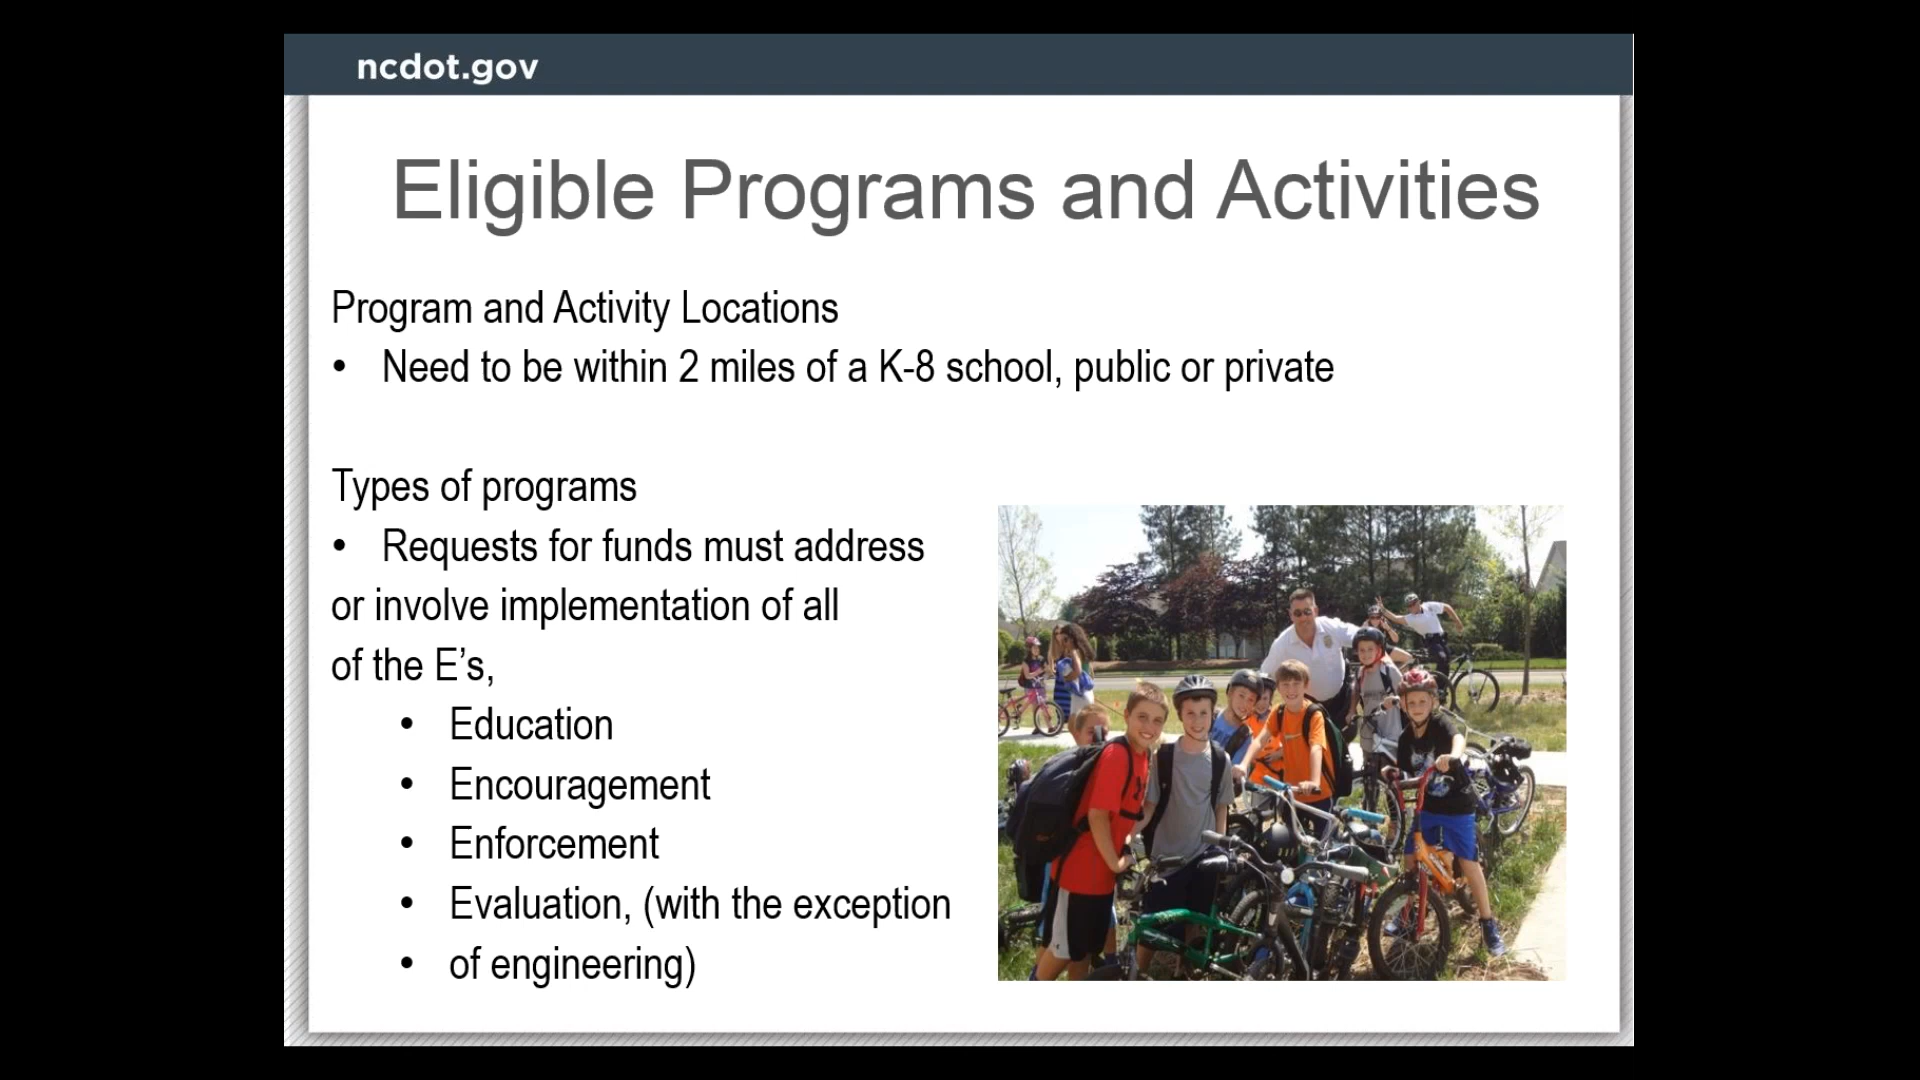 ncdot.gov
Eligible Programs and Activities
Program and Activity Locations
• Need to be within 2 miles of a K-8 school, public or private
Types of programs
• Requests for funds must address
or involve implementation of all
of the E’s,
• Education
• Encouragement
• Enforcement
• Evaluation, (with the exception
• of engineering)